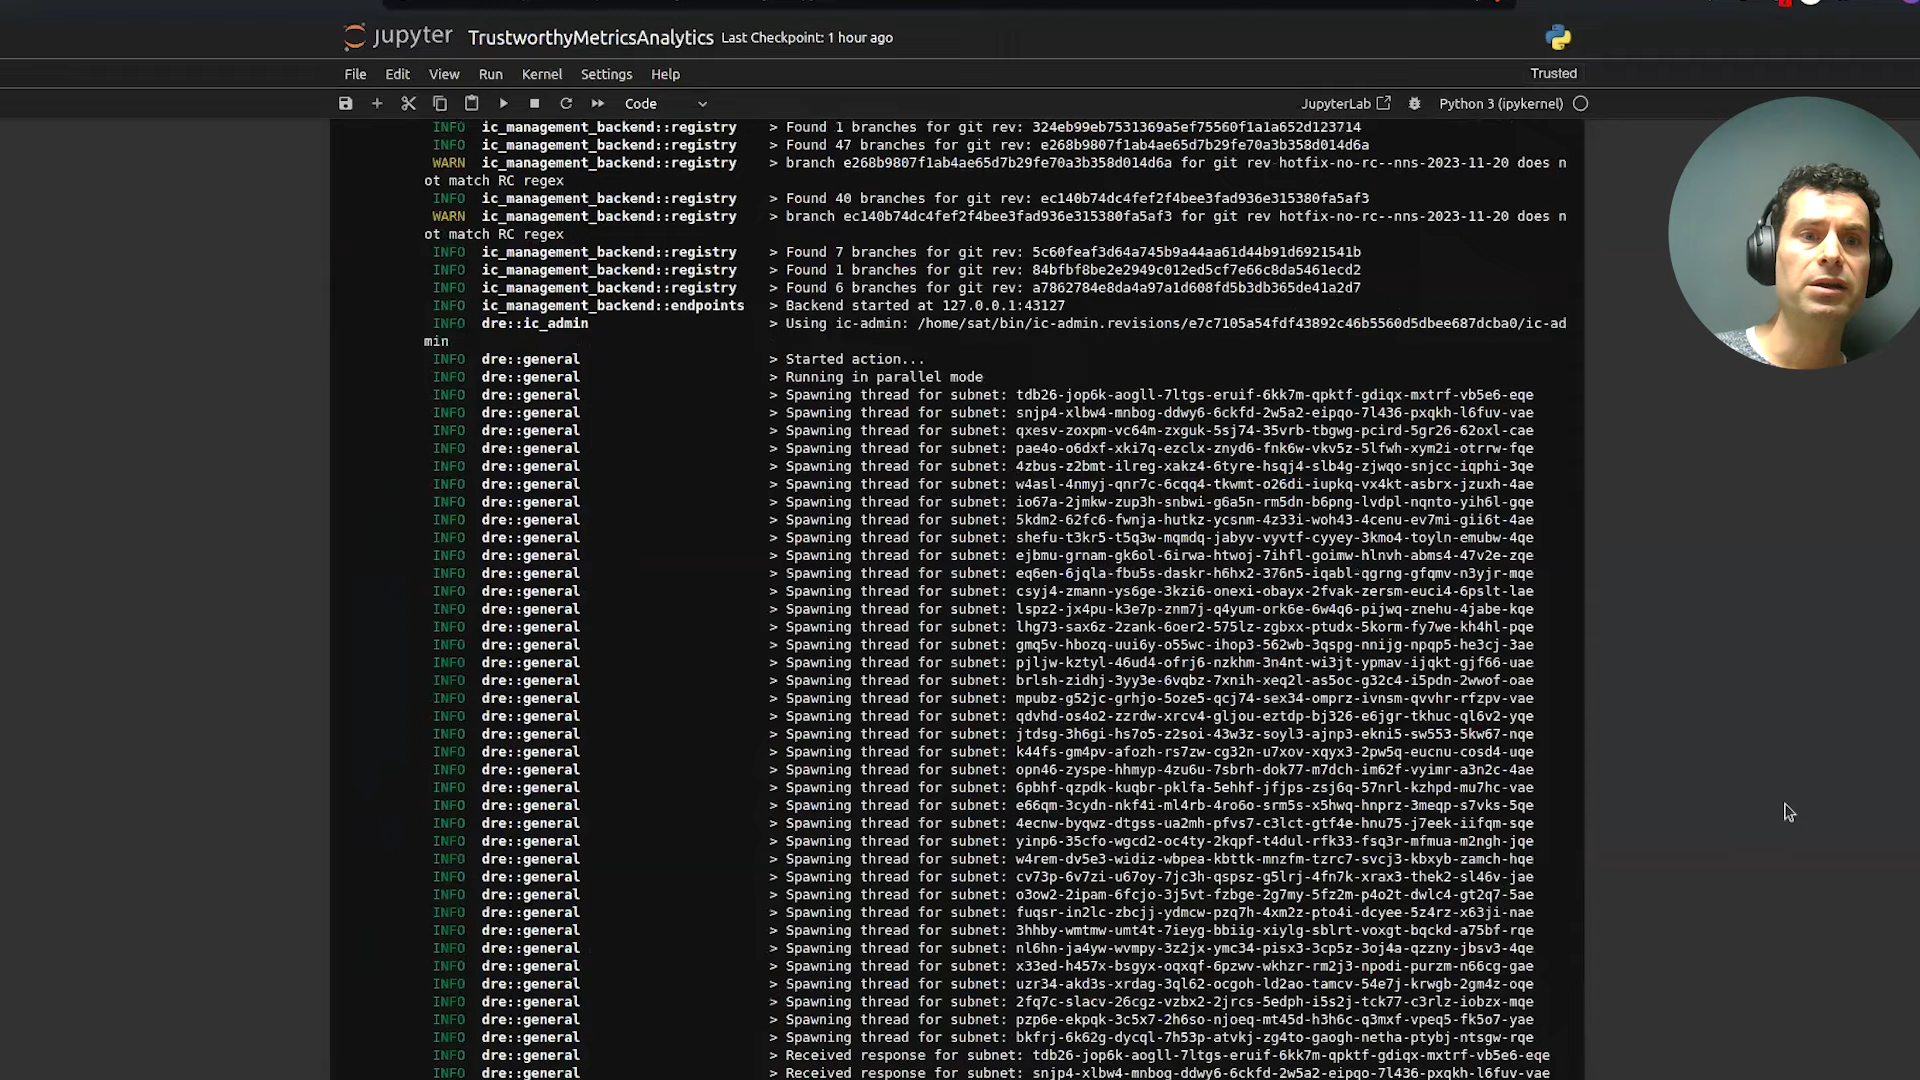 jupyter TrustworthyMetricsAnalytics Last Checkpoint: 1 hour ago
File Edit View Run Kernel Settings Help Trusted
Code JupyterLab Python 3 (ipykernel)
INFO ic_management_backend::registry > Found 1 branches for git rev: 324eb99eb7531369a5ef75560f1a1a652d123714
INFO ic_management_backend::registry > Found 47 branches for git rev: e268b9807f1ab4ae65d7b29fe70a3b358d014d6a
WARN ic_management_backend::registry > branch e268b9807f1ab4ae65d7b29fe70a3b358d014d6a for git rev hotfix-no-rc--nns-2023-11-20 does n
ot match RC regex
INFO ic_management_backend::registry > Found 40 branches for git rev: ec140b74dc4fef2f4bee3fad936e315380fa5af3
WARN ic_management_backend::registry > branch ec140b74dc4fef2f4bee3fad936e315380fa5af3 for git rev hotfix-no-rc--nns-2023-11-20 does n
ot match RC regex
INFO ic_management_backend::registry > Found 7 branches for git rev: 5c60feaf3d64a745b9a44aa61d44b91d6921541b
INFO ic_management_backend::registry > Found 1 branches for git rev: 84bfbf8be2e2949c012ed5cf7e66c8da5461ecd2
INFO ic_management_backend::registry > Found 6 branches for git rev: a7862784e8da4a97a1d608fd5b3db365de41a2d7
INFO ic_management_backend::endpoints > Backend started at 127.0.0.1:43127
INFO dre::ic_admin > Using ic-admin: /home/sat/bin/ic-admin.revisions/e7c7105a54fdf43892c46b5560d5dbee687dcba0/ic-ad
min
INFO dre::general > Started action...
INFO dre::general > Running in parallel mode
INFO dre::general > Spawning thread for subnet: tdb26-jop6k-aogll-7ltgs-eruif-6kk7m-qpktf-gdiqx-mxtrf-vb5e6-eqe
INFO dre::general > Spawning thread for subnet: snjp4-xlbw4-mnbog-ddwy6-6ckfd-2w5a2-eipqo-7l436-pxqkh-l6fuv-vae
INFO dre::general > Spawning thread for subnet: qxesv-zoxpm-vc64m-zxguk-5sj74-35vrb-tbgwg-pcird-5gr26-62oxl-cae
INFO dre::general > Spawning thread for subnet: pae4o-o6dxf-xki7q-ezclx-znyd6-fnk6w-vkv5z-5lfwh-xym2i-otrrw-fqe
INFO dre::general > Spawning thread for subnet: 4zbus-z2bmt-ilreg-xakz4-6tyre-hsqj4-slb4g-zjwqo-snjcc-iqphi-3qe
INFO dre::general > Spawning thread for subnet: w4asl-4nmyj-qnr7c-6cqq4-tkwmt-o26di-iupkq-vx4kt-asbrx-jzuxh-4ae
INFO dre::general > Spawning thread for subnet: io67a-2jmkw-zup3h-snbwi-g6a5n-rm5dn-b6png-lvdpl-nqnto-yih6l-gqe
INFO dre::general > Spawning thread for subnet: 5kdm2-62fc6-fwnja-hutkz-ycsnm-4z33i-woh43-4cenu-ev7mi-gii6t-4ae
INFO dre::general > Spawning thread for subnet: shefu-t3kr5-t5q3w-mqmdq-jabyv-vyvtf-cyyey-3kmo4-toyln-emubw-4qe
INFO dre::general > Spawning thread for subnet: ejbmu-grnam-gk6ol-6irwa-htwoj-7ihfl-goimw-hlnvh-abms4-47v2e-zqe
INFO dre::general > Spawning thread for subnet: eq6en-6jqla-fbu5s-daskr-h6hx2-376n5-iqabl-qgrng-gfqmv-n3yjr-mqe
INFO dre::general > Spawning thread for subnet: csyj4-zmann-ys6ge-3kzi6-onexi-obayx-2fvak-zersm-euci4-6pslt-lae
INFO dre::general > Spawning thread for subnet: lspz2-jx4pu-k3e7p-znm7j-q4yum-ork6e-6w4q6-pijwq-znehu-4jabe-kqe
INFO dre::general > Spawning thread for subnet: lhg73-sax6z-2zank-6oer2-575lz-zgbxx-ptudx-5korm-fy7we-kh4hl-pqe
INFO dre::general > Spawning thread for subnet: gmq5v-hbozq-uui6y-o55wc-ihop3-562wb-3qspg-nnijg-npqp5-he3cj-3ae
INFO dre::general > Spawning thread for subnet: pjljw-kztyl-46ud4-ofrj6-nzkhm-3n4nt-wi3jt-ypmav-ijqkt-gjf66-uae
INFO dre::general > Spawning thread for subnet: brlsh-zidhj-3yy3e-6vqbz-7xnih-xeq2l-as5oc-g32c4-i5pdn-2wwof-oae
INFO dre::general > Spawning thread for subnet: mpubz-g52jc-grhjo-5oze5-qcj74-sex34-omprz-ivnsm-qvvhr-rfzpv-vae
INFO dre::general > Spawning thread for subnet: qdvhd-os4o2-zzrdw-xrcv4-gljou-eztdp-bj326-e6jgr-tkhuc-ql6v2-yqe
INFO dre::general > Spawning thread for subnet: jtdsg-3h6gi-hs7o5-z2soi-43w3z-soyl3-ajnp3-ekni5-sw553-5kw67-nqe
INFO dre::general > Spawning thread for subnet: k44fs-gm4pv-afozh-rs7zw-cg32n-u7xov-xqyx3-2pw5q-eucnu-cosd4-uqe
INFO dre::general > Spawning thread for subnet: opn46-zyspe-hhmyp-4zu6u-7sbrh-dok77-m7dch-im62f-vyimr-a3n2c-4ae
INFO dre::general > Spawning thread for subnet: 6pbhf-qzpdk-kuqbr-pklfa-5ehhf-jfjps-zsj6q-57nrl-kzhpd-mu7hc-vae
INFO dre::general > Spawning thread for subnet: e66qm-3cydn-nkf4i-ml4rb-4ro6o-srm5s-x5hwq-hnprz-3meqp-s7vks-5qe
INFO dre::general > Spawning thread for subnet: 4ecnw-byqwz-dtgss-ua2mh-pfvs7-c3lct-gtf4e-hnu75-j7eek-iifqm-sqe
INFO dre::general > Spawning thread for subnet: yinp6-35cfo-wgcd2-oc4ty-2kqpf-t4dul-rfk33-fsq3r-mfmua-m2ngh-jqe
INFO dre::general > Spawning thread for subnet: w4rem-dv5e3-widiz-wbpea-kbttk-mnzfm-tzrc7-svcj3-kbxyb-zamch-hqe
INFO dre::general > Spawning thread for subnet: cv73p-6v7zi-u67oy-7jc3h-qspsz-g5lrj-4fn7k-xrax3-thek2-sl46v-jae
INFO dre::general > Spawning thread for subnet: o3ow2-2ipam-6fcjo-3j5vt-fzbge-2g7my-5fz2m-p4o2t-dwlc4-gt2q7-5ae
INFO dre::general > Spawning thread for subnet: fuqsr-in2lc-zbcjj-ydmcw-pzq7h-4xm2z-pto4i-dcyee-5z4rz-x63ji-nae
INFO dre::general > Spawning thread for subnet: 3hhby-wmtmw-umt4t-7ieyg-bbiig-xiylg-sblrt-voxgt-bqckd-a75bf-rqe
INFO dre::general > Spawning thread for subnet: nl6hn-ja4yw-wvmpy-3z2jx-ymc34-pisx3-3cp5z-3oj4a-qzzny-jbsv3-4qe
INFO dre::general > Spawning thread for subnet: x33ed-h457x-bsgyx-oqxqf-6pzwv-wkhzr-rm2j3-npodi-purzm-n66cg-gae
INFO dre::general > Spawning thread for subnet: uzr34-akd3s-xrdag-3ql62-ocgoh-ld2ao-tamcv-54e7j-krwgb-2gm4z-oqe
INFO dre::general > Spawning thread for subnet: 2fq7c-slacv-26cgz-vzbx2-2jrcs-5edph-i5s2j-tck77-c3rlz-iobzx-mqe
INFO dre::general > Spawning thread for subnet: pzp6e-ekpqk-3c5x7-2h6so-njoeq-mt45d-h3h6c-q3mxf-vpeq5-fk5o7-yae
INFO dre::general > Spawning thread for subnet: bkfrj-6k62g-dycql-7h53p-atvkj-zg4to-gaogh-netha-ptybj-ntsgw-rqe
INFO dre::general > Received response for subnet: tdb26-jop6k-aogll-7ltgs-eruif-6kk7m-qpktf-gdiqx-mxtrf-vb5e6-eqe
INFO dre::general > Received response for subnet: snjp4-xlbw4-mnbog-ddwy6-6ckfd-2w5a2-eipqo-7l436-pxqkh-l6fuv-vae